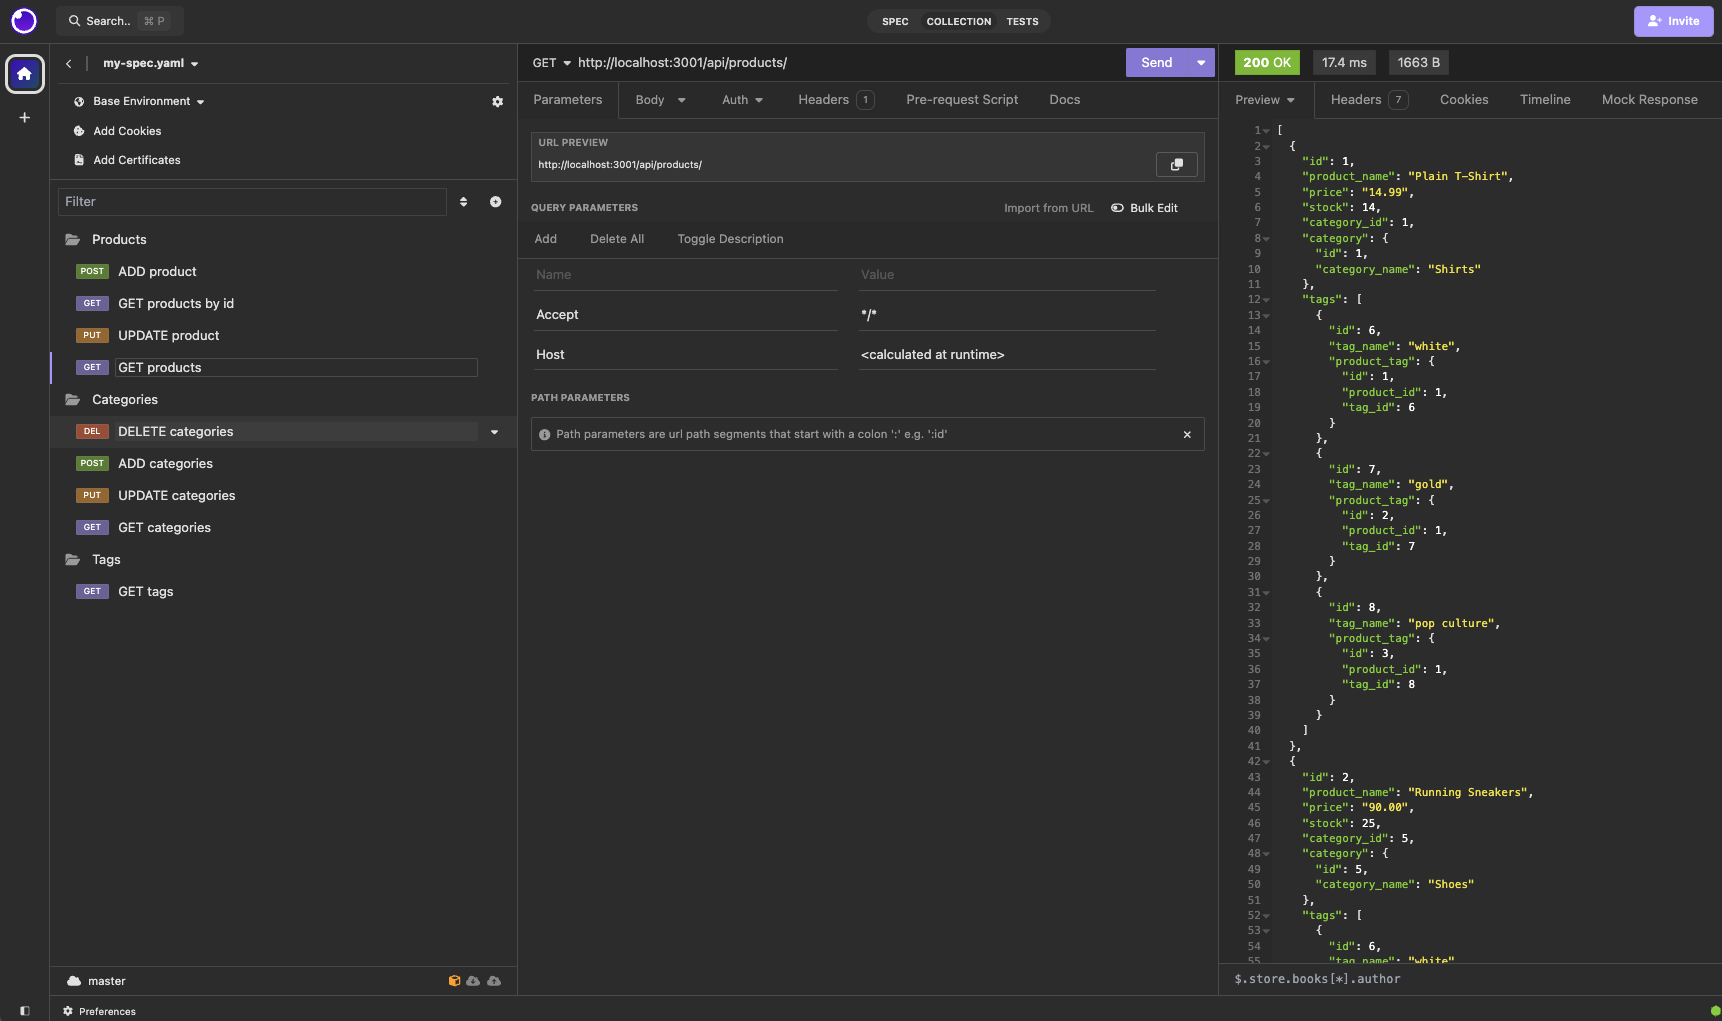 Search.. ⌘ P
SPEC COLLECTION TESTS
Invite
my-spec.yaml
Base Environment
Add Cookies
Add Certificates
Filter
Products
POST ADD product
GET GET products by id
PUT UPDATE product
GET GET products
Categories
DEL DELETE categories
POST ADD categories
PUT UPDATE categories
GET GET categories
Tags
GET GET tags
master
Preferences
GET http://localhost:3001/api/products/
Send
Parameters Body Auth Headers 1 Pre-request Script Docs
URL PREVIEW
http://localhost:3001/api/products/
QUERY PARAMETERS Import from URL Bulk Edit
Add Delete All Toggle Description
Name Value
Accept */*
Host <calculated at runtime>
PATH PARAMETERS
Path parameters are url path segments that start with a colon ':' e.g. ':id'
200 OK 17.4 ms 1663 B
Preview Headers 7 Cookies Timeline Mock Response
1 [
2 {
3 "id": 1,
4 "product_name": "Plain T-Shirt",
5 "price": "14.99",
6 "stock": 14,
7 "category_id": 1,
8 "category": {
9 "id": 1,
10 "category_name": "Shirts"
11 },
12 "tags": [
13 {
14 "id": 6,
15 "tag_name": "white",
16 "product_tag": {
17 "id": 1,
18 "product_id": 1,
19 "tag_id": 6
20 }
21 },
22 {
23 "id": 7,
24 "tag_name": "gold",
25 "product_tag": {
26 "id": 2,
27 "product_id": 1,
28 "tag_id": 7
29 }
30 },
31 {
32 "id": 8,
33 "tag_name": "pop culture",
34 "product_tag": {
35 "id": 3,
36 "product_id": 1,
37 "tag_id": 8
38 }
39 }
40 ]
41 },
42 {
43 "id": 2,
44 "product_name": "Running Sneakers",
45 "price": "90.00",
46 "stock": 25,
47 "category_id": 5,
48 "category": {
49 "id": 5,
50 "category_name": "Shoes"
51 },
52 "tags": [
53 {
54 "id": 6,
55 "tag_name": "white"
$.store.books[*].author